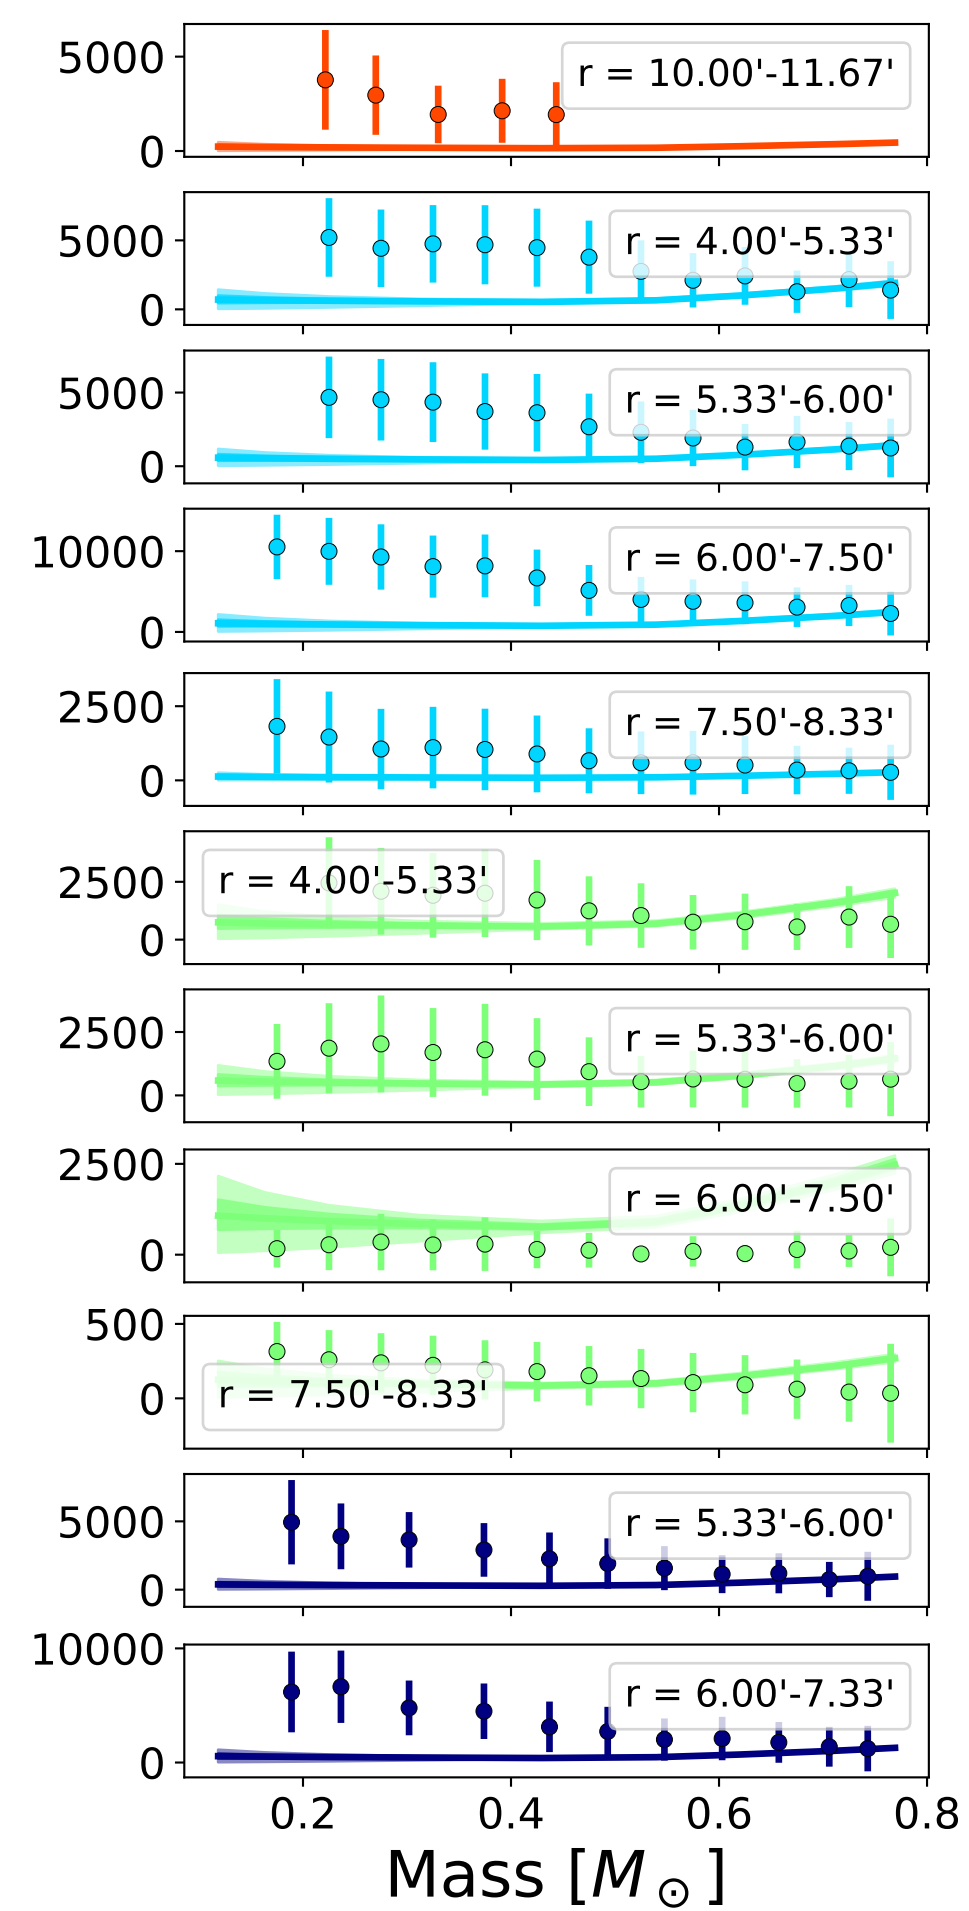 5000
r = 10.00'-11.67'
0
5000
r = 4.00'-5.33'
0
5000
r = 5.33'-6.00'
0
10000
r = 6.00'-7.50'
0
2500
r = 7.50'-8.33'
0
2500
r = 4.00'-5.33'
0
2500
r = 5.33'-6.00'
0
2500
r = 6.00'-7.50'
0
500
r = 7.50'-8.33'
0
5000
r = 5.33'-6.00'
0
10000
r = 6.00'-7.33'
0
0.2 0.4 0.6 0.8
Mass [M⊙]